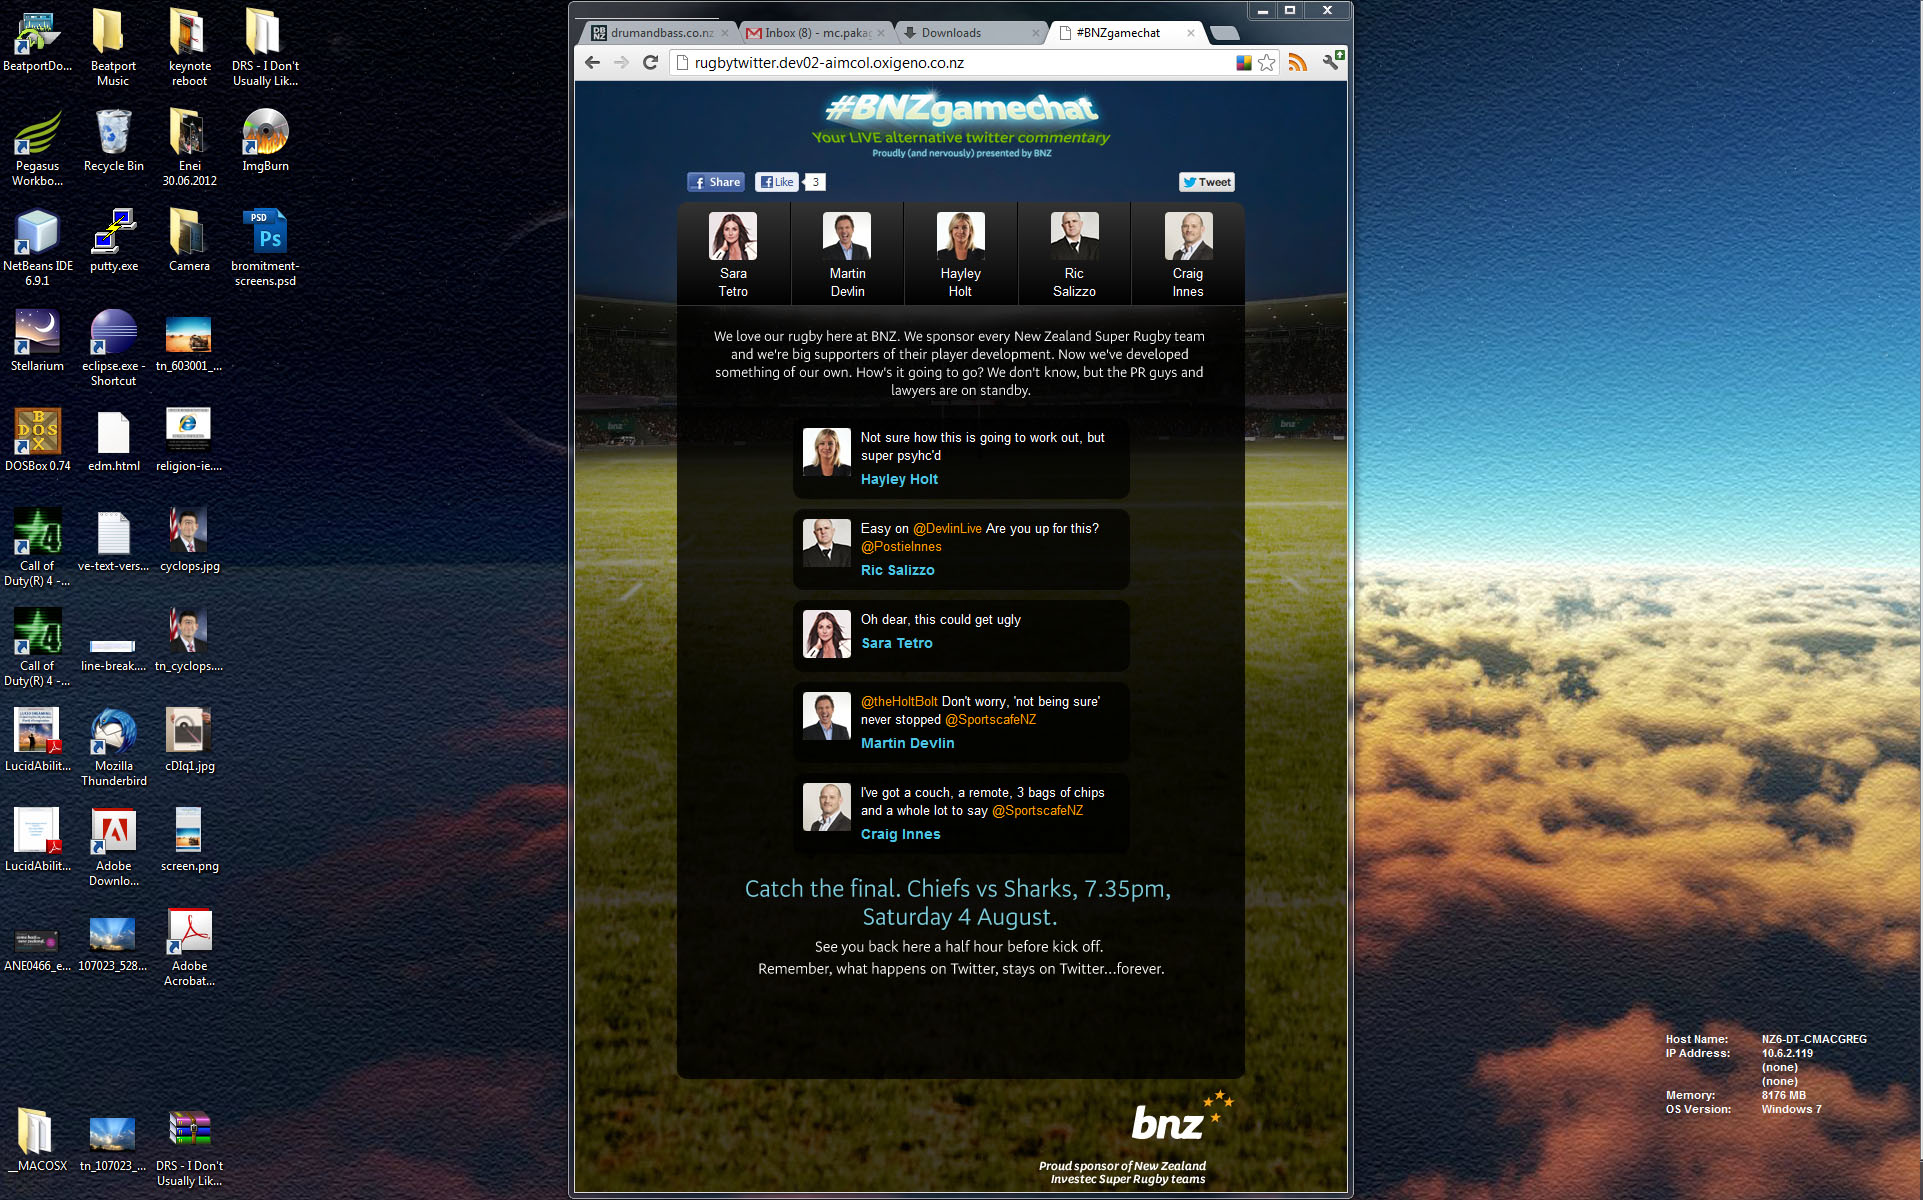 BeatportDo...
Beatport
Music
keynote
reboot
DRS - I Don't
Usually Lik...
Pegasus
Workbo...
Recycle Bin
Enei
30.06.2012
ImgBurn
NetBeans IDE
6.9.1
putty.exe
Camera
PSD
Ps
bromitment-
screens.psd
Stellarium
eclipse.exe -
Shortcut
tn_603001_...
DOSBox 0.74
edm.html
religion-ie....
Call of
Duty(R) 4 -...
ve-text-vers...
cyclops.jpg
Call of
Duty(R) 4 -...
line-break....
tn_cyclops....
LucidAbilit...
Mozilla
Thunderbird
cDIq1.jpg
LucidAbilit...
Adobe
Downlo...
screen.png
ANE0466_e...
107023_528...
Adobe
Acrobat...
__MACOSX
tn_107023_...
DRS - I Don't
Usually Lik...
drumandbass.co.nz
Inbox (8) - mc.pakag
Downloads
#BNZgamechat
rugbytwitter.dev02-aimcol.oxigeno.co.nz
#BNZgamechat
Your LIVE alternative twitter commentary
Proudly (and nervously) presented by BNZ
Share
Like
3
Tweet
Sara
Tetro
Martin
Devlin
Hayley
Holt
Ric
Salizzo
Craig
Innes
We love our rugby here at BNZ. We sponsor every New Zealand Super Rugby team
and we're big supporters of their player development. Now we've developed
something of our own. How's it going to go? We don't know, but the PR guys and
lawyers are on standby.
Not sure how this is going to work out, but
super psyhc'd
Hayley Holt
Easy on @DevlinLive Are you up for this?
@PostieInnes
Ric Salizzo
Oh dear, this could get ugly
Sara Tetro
@theHoltBolt Don't worry, 'not being sure'
never stopped @SportscafeNZ
Martin Devlin
I've got a couch, a remote, 3 bags of chips
and a whole lot to say @SportscafeNZ
Craig Innes
Catch the final. Chiefs vs Sharks, 7.35pm,
Saturday 4 August.
See you back here a half hour before kick off.
Remember, what happens on Twitter, stays on Twitter...forever.
bnz
Proud sponsor of New Zealand
Investec Super Rugby teams
Host Name: NZ6-DT-CMACGREG
IP Address: 10.6.2.119
(none)
(none)
Memory: 8176 MB
OS Version: Windows 7